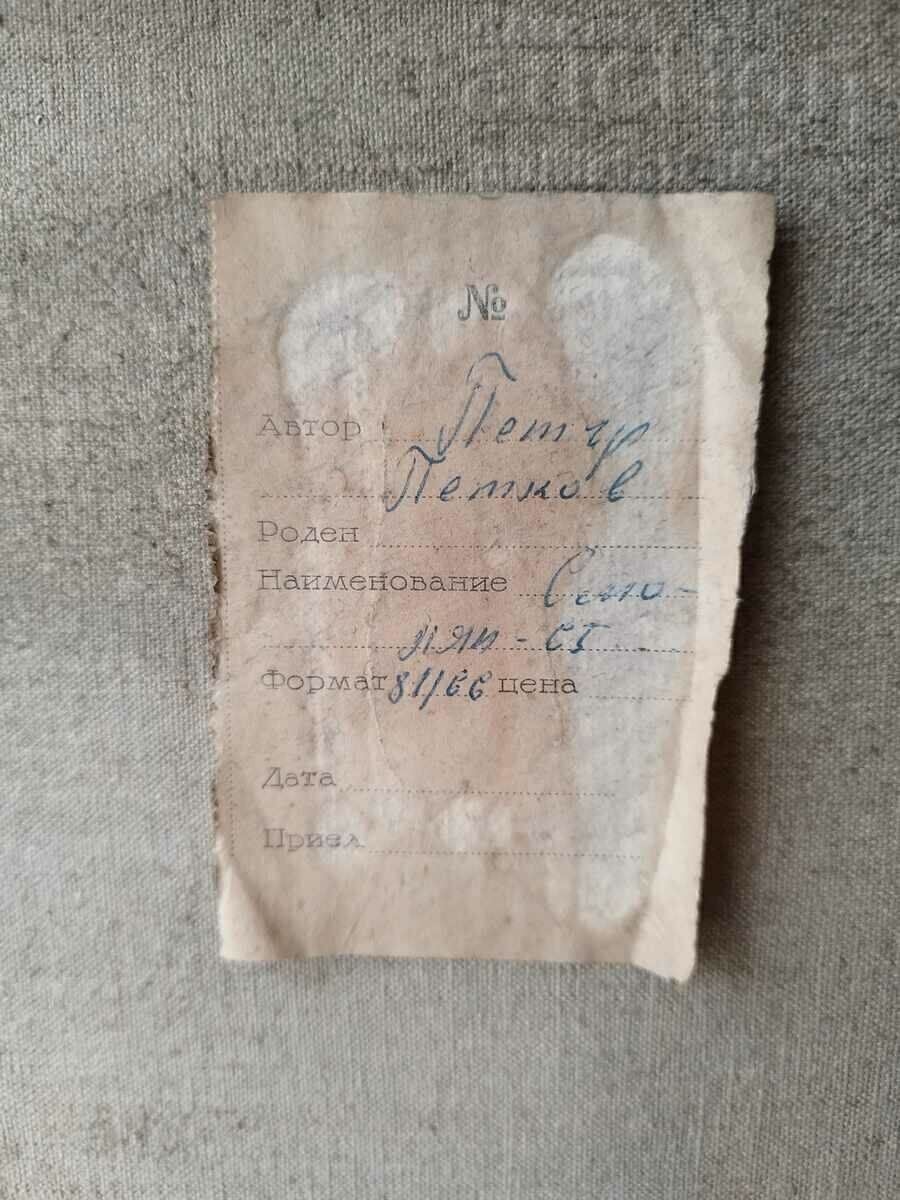 №
Автор Петър
Петков
Роден
Наименование
Формат 81/66 цена
Дата
Приел